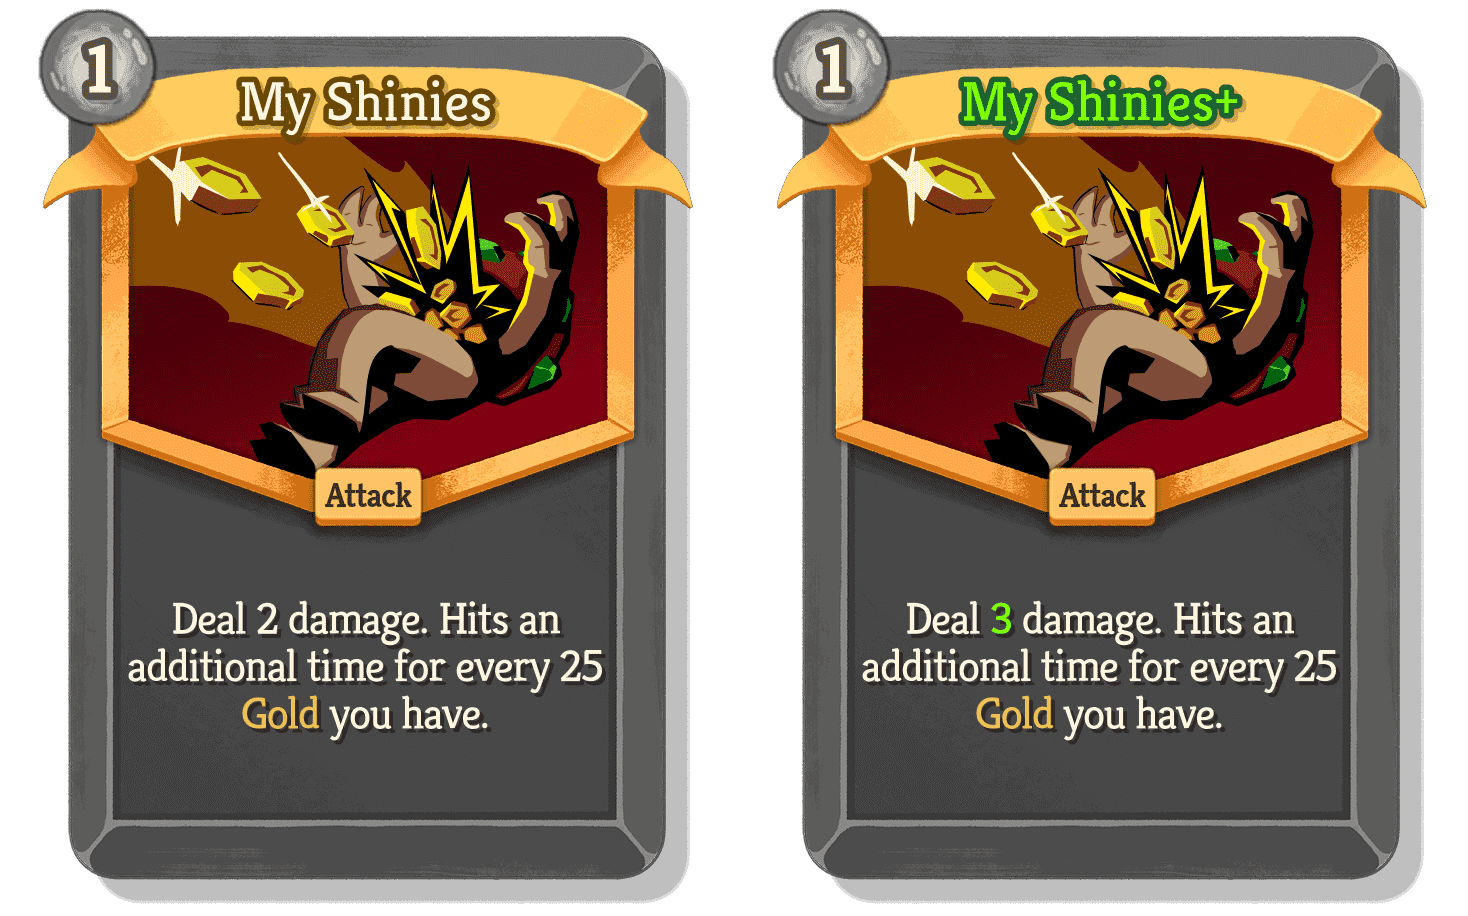 1
My Shinies
Attack
Deal 2 damage. Hits an
additional time for every 25
Gold you have.
1
My Shinies+
Attack
Deal 3 damage. Hits an
additional time for every 25
Gold you have.